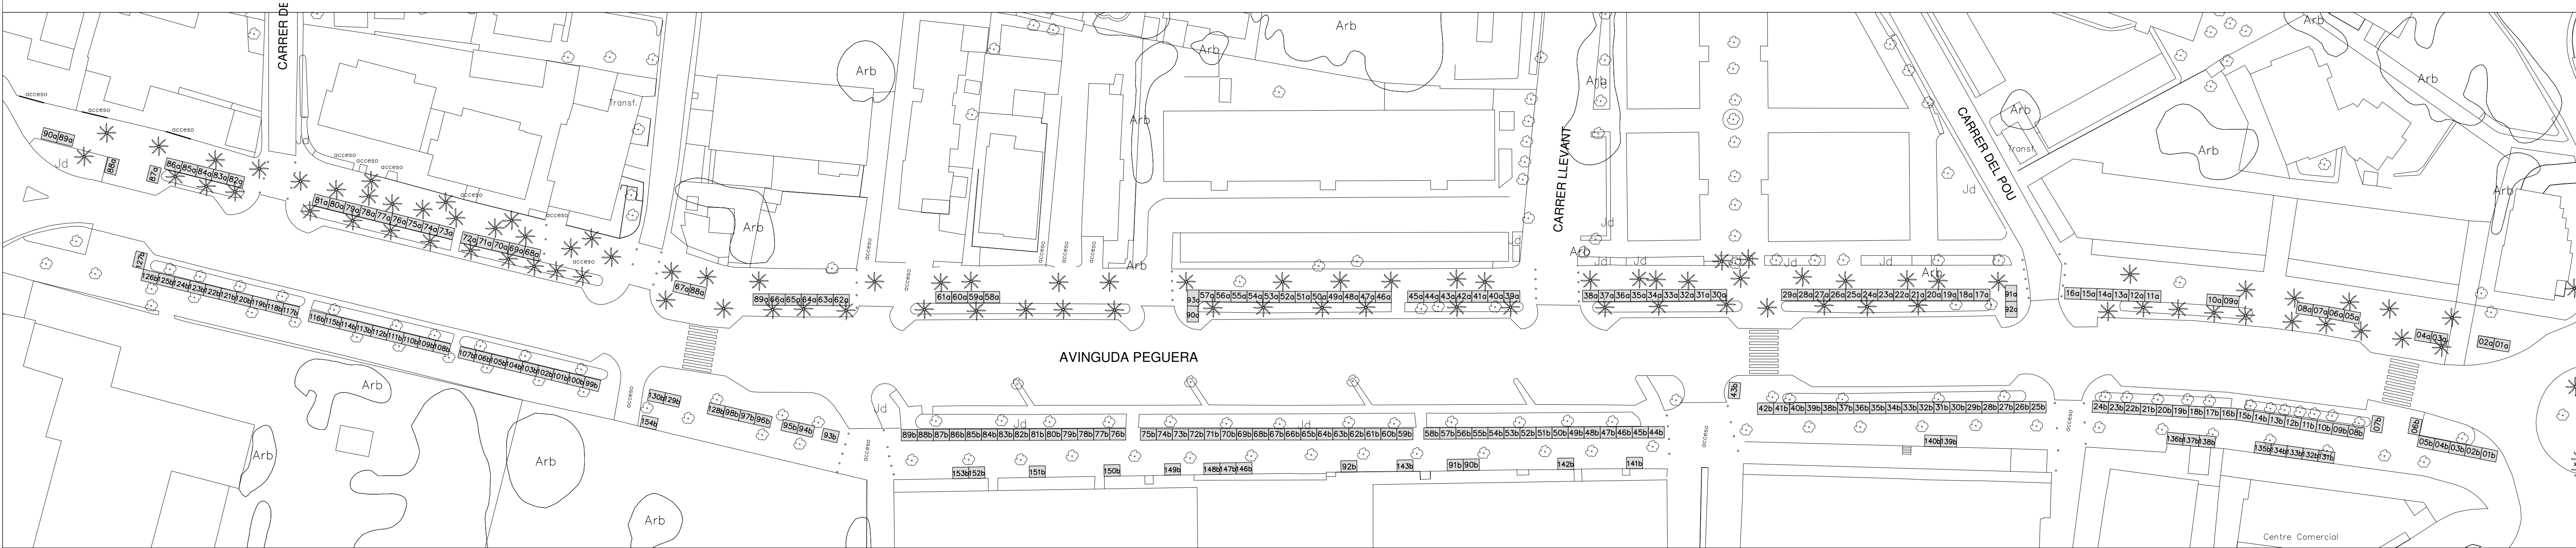 CARRER DE
Arb
Arb
Arb
Arb
acceso
acceso
acceso
Transf.
Arb
Arb
Jd
Arb
Transf.
Arb
Arb
90a 89a
Jd
88a
87a
86a 85a 84a 83a 82a
Jd
acceso
acceso
acceso
acceso
acceso
acceso
81a 80a 79a 78a 77a 76a 75a 74a 73a
72a 71a 70a 69a 68a
Arb
Arb
CARRER LLEVANT
CARRER DEL POU
Arb
Arb
Jd
Jd
Jd
acceso
acceso
acceso
acceso
Arb
Arb
Jd
Jd
Jd
Jd
Jd
Arb
67a 88a
89a 66a 65a 64a 63a 62a
61a 60a 59a 58a
93a
90a
57a 56a 55a 54a 53a 52a 51a 50a 49a 48a 47a 46a
45a 44a 43a 42a 41a 40a 39a
38a 37a 36a 35a 34a 33a 32a 31a 30a
29a 28a 27a 26a 25a 24a 23a 22a 21a 20a 19a 18a 17a
91a
92a
16a 15a 14a 13a 12a 11a
10a 09a
08a 07a 06a 05a
04a 03a
02a 01a
AVINGUDA PEGUERA
127b
126b 125b 124b 123b 122b 121b 120b 119b 118b 117b
116b 115b 114b 113b 112b 111b 110b 109b 108b
107b 106b 105b 104b 103b 102b 101b 100b 99b
acceso
130b 129b
154b
128b 98b 97b 96b
95b 94b
93b
acceso
Jd
Jd
89b 88b 87b 86b 85b 84b 83b 82b 81b 80b 79b 78b 77b 76b
Jd
75b 74b 73b 72b 71b 70b 69b 68b 67b 66b 65b 64b 63b 62b 61b 60b 59b
58b 57b 56b 55b 54b 53b 52b 51b 50b 49b 48b 47b 46b 45b 44b
acceso
43b
42b 41b 40b 39b 38b 37b 36b 35b 34b 33b 32b 31b 30b 29b 28b 27b 26b 25b
acceso
24b 23b 22b 21b 20b 19b 18b 17b 16b 15b 14b 13b 12b 11b 10b 09b 08b
07b
06b
05b 04b 03b 02b 01b
153b 152b
151b
150b
149b
148b 147b 146b
92b
143b
91b 90b
142b
141b
140b 139b
136b 137b 138b
135b 134b 133b 132b 131b
Arb
Arb
Arb
Arb
Centre Comercial